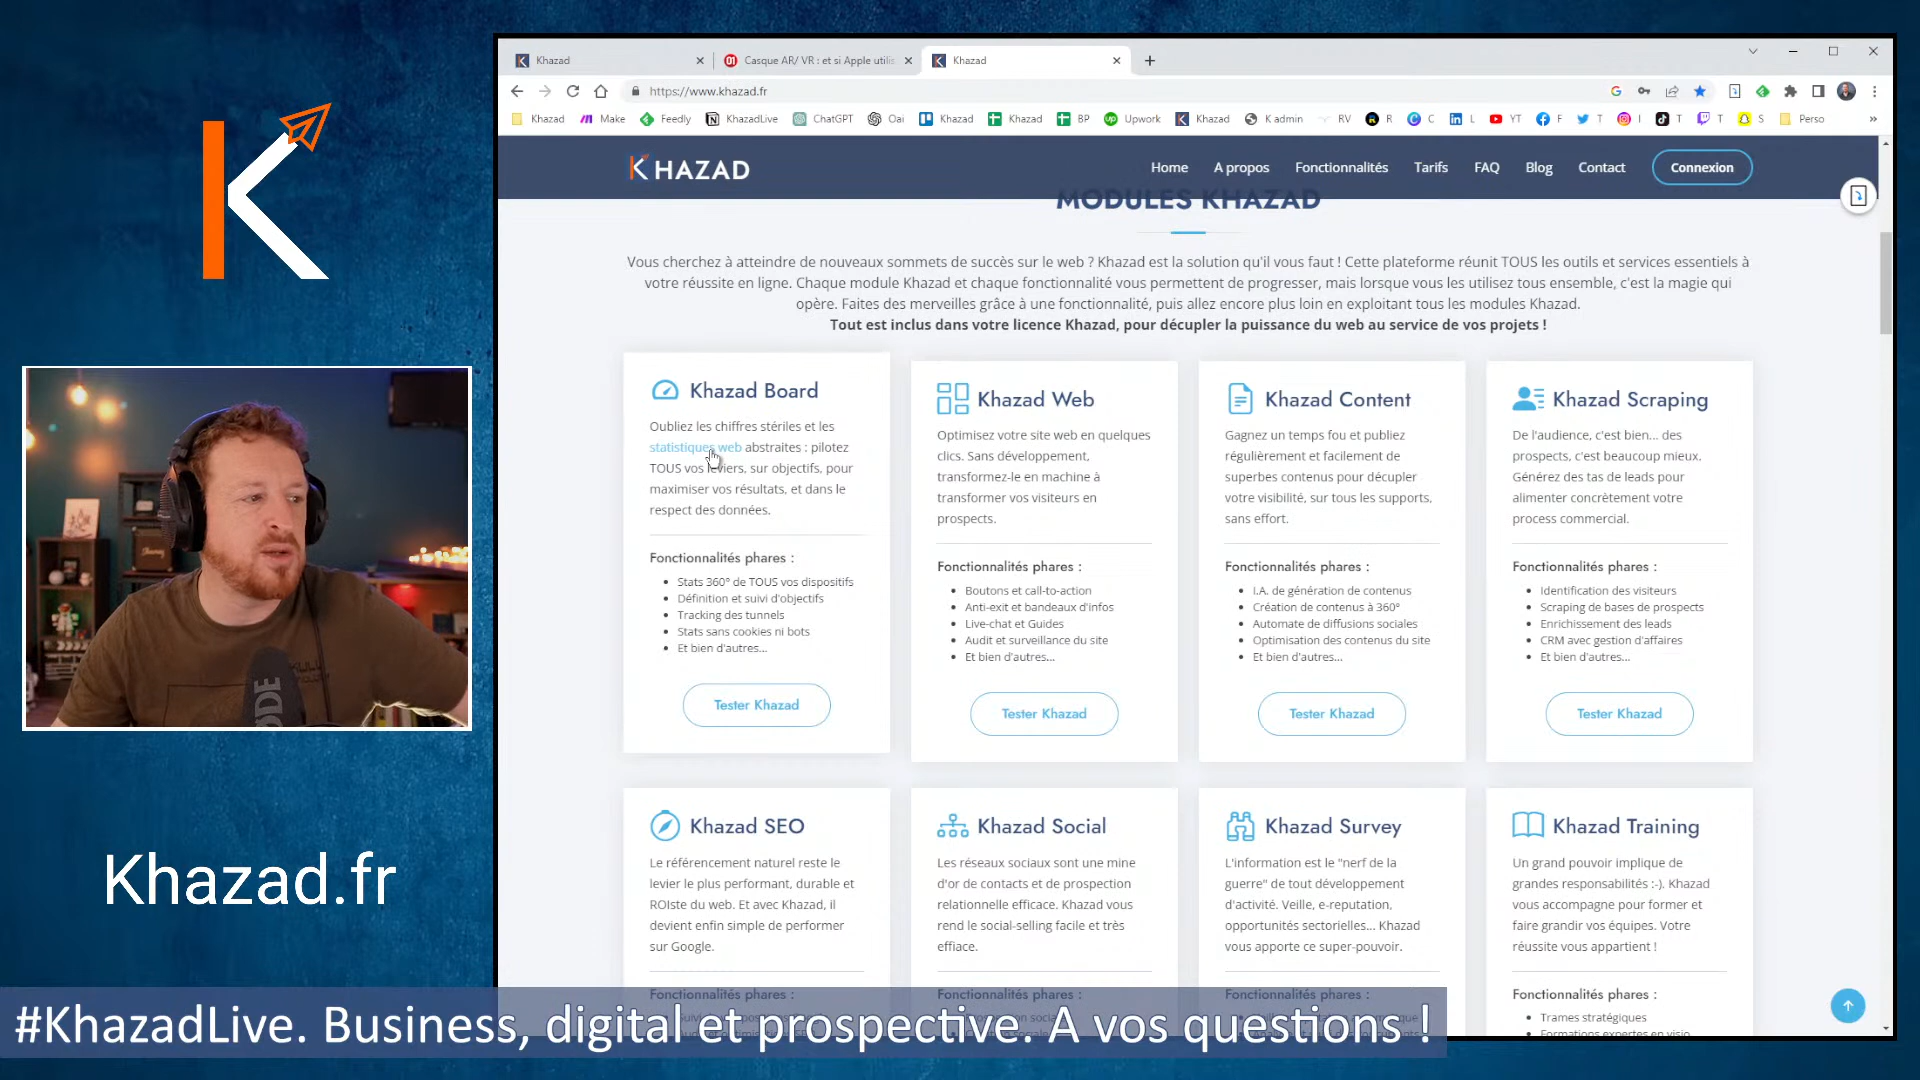 Khazad
Casque AR/ VR : et si Apple utilis
Khazad
https://www.khazad.fr
Khazad
Make
Feedly
KhazadLive
ChatGPT
Oai
Khazad
Khazad
BP
Upwork
Khazad
K admin
RV
R
C
L
YT
F
T
I
T
T
S
Perso
»
KHAZAD
Home
A propos
Fonctionnalités
Tarifs
FAQ
Blog
Contact
Connexion
MODULES KHAZAD
Vous cherchez à atteindre de nouveaux sommets de succès sur le web ? Khazad est la solution qu'il vous faut ! Cette plateforme réunit TOUS les outils et services essentiels à
votre réussite en ligne. Chaque module Khazad et chaque fonctionnalité vous permettent de progresser, mais lorsque vous les utilisez tous ensemble, c'est la magie qui
opère. Faites des merveilles grâce à une fonctionnalité, puis allez encore plus loin en exploitant tous les modules Khazad.
Tout est inclus dans votre licence Khazad, pour décupler la puissance du web au service de vos projets !
Khazad Board
Oubliez les chiffres stériles et les
statistiques web abstraites : pilotez
TOUS vos leviers, sur objectifs, pour
maximiser vos résultats, et dans le
respect des données.
Fonctionnalités phares :
Stats 360° de TOUS vos dispositifs
Définition et suivi d'objectifs
Tracking des tunnels
Stats sans cookies ni bots
Et bien d'autres...
Tester Khazad
Khazad Web
Optimisez votre site web en quelques
clics. Sans développement,
transformez-le en machine à
transformer vos visiteurs en
prospects.
Fonctionnalités phares :
Boutons et call-to-action
Anti-exit et bandeaux d'infos
Live-chat et Guides
Audit et surveillance du site
Et bien d'autres...
Tester Khazad
Khazad Content
Gagnez un temps fou et publiez
régulièrement et facilement de
superbes contenus pour décupler
votre visibilité, sur tous les supports,
sans effort.
Fonctionnalités phares :
I.A. de génération de contenus
Création de contenus à 360°
Automate de diffusions sociales
Optimisation des contenus du site
Et bien d'autres...
Tester Khazad
Khazad Scraping
De l'audience, c'est bien... des
prospects, c'est beaucoup mieux.
Générez des tas de leads pour
alimenter concrètement votre
process commercial.
Fonctionnalités phares :
Identification des visiteurs
Scraping de bases de prospects
Enrichissement des leads
CRM avec gestion d'affaires
Et bien d'autres...
Tester Khazad
Khazad SEO
Le référencement naturel reste le
levier le plus performant, durable et
ROIste du web. Et avec Khazad, il
devient enfin simple de performer
sur Google.
Fonctionnalités phares :
Khazad Social
Les réseaux sociaux sont une mine
d'or de contacts et de prospection
relationnelle efficace. Khazad vous
rend le social-selling facile et très
effiace.
Fonctionnalités phares :
Khazad Survey
L'information est le "nerf de la
guerre" de tout développement
d'activité. Veille, e-reputation,
opportunités sectorielles... Khazad
vous apporte ce super-pouvoir.
Fonctionnalités phares :
Khazad Training
Un grand pouvoir implique de
grandes responsabilités :-). Khazad
vous accompagne pour former et
faire grandir vos équipes. Votre
réussite vous appartient !
Fonctionnalités phares :
Trames stratégiques
Formations expertes en visio
Khazad.fr
#KhazadLive. Business, digital et prospective. A vos questions !